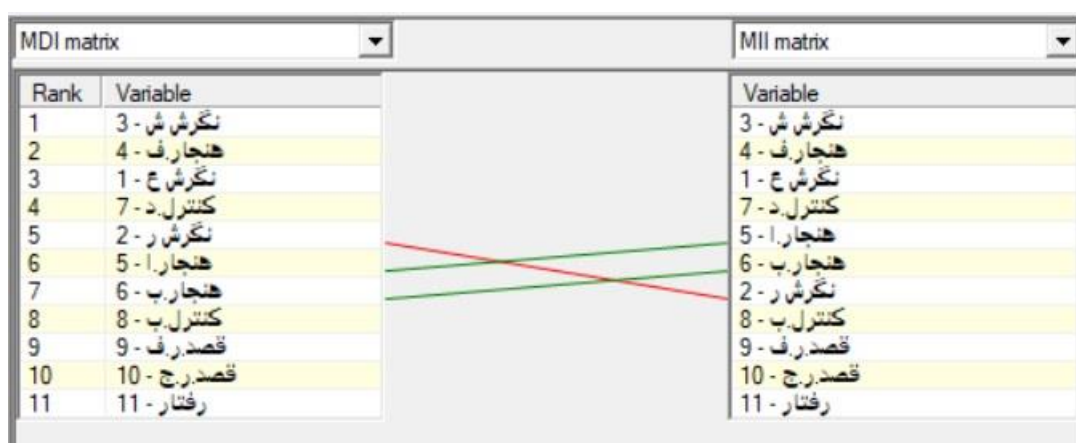 MDI matrix MII matrix
Rank Variable Variable
1 3 - نگرش ش 3 - نگرش ش
2 4 - هنجار.ف 4 - هنجار.ف
3 1 - نگرش ع 1 - نگرش ع
4 7 - کنترل.د 7 - کنترل.د
5 2 - نگرش ر 5 - هنجار.ا
6 5 - هنجار.ا 6 - هنجار.ب
7 6 - هنجار.ب 2 - نگرش ر
8 8 - کنترل.ب 8 - کنترل.ب
9 9 - قصد.ر.ف 9 - قصد.ر.ف
10 10 - قصد.ر.ج 10 - قصد.ر.ج
11 11 - رفتار 11 - رفتار